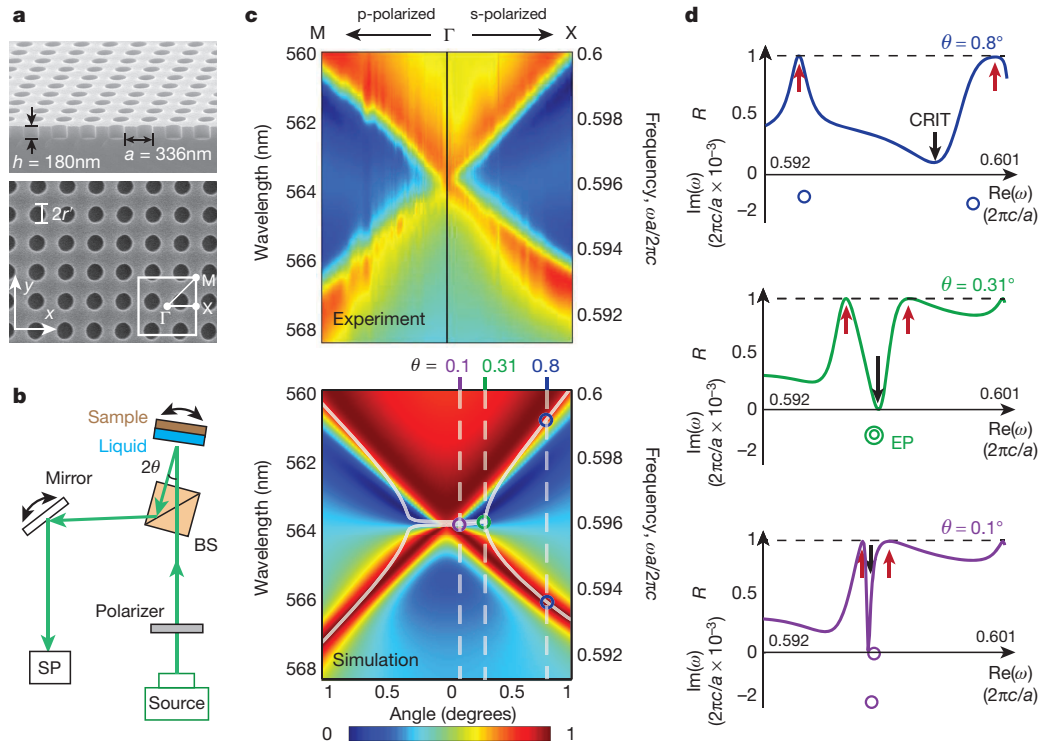 a
h = 180nm
a = 336nm
2r
M
Γ
X
y
x
b
Sample
Liquid
2θ
Mirror
BS
Polarizer
SP
Source
c
p-polarized
s-polarized
M
Γ
X
560
562
564
566
568
Wavelength (nm)
0.6
0.598
0.596
0.594
0.592
Frequency, ωa/2πc
Experiment
θ = 0.1 0.31 0.8
560
562
564
566
568
Wavelength (nm)
0.6
0.598
0.596
0.594
0.592
Frequency, ωa/2πc
Simulation
1 0.5 0 0.5 1
Angle (degrees)
0 1
d
θ = 0.8°
1
R
0.5
CRIT
0.592
0.601
0
Im(ω)
(2πc/a × 10⁻³)
−2
Re(ω)
(2πc/a)
θ = 0.31°
1
R
0.5
0.592
0.601
0
Im(ω)
(2πc/a × 10⁻³)
−2
EP
Re(ω)
(2πc/a)
θ = 0.1°
1
R
0.5
0.592
0.601
0
Im(ω)
(2πc/a × 10⁻³)
−2
Re(ω)
(2πc/a)